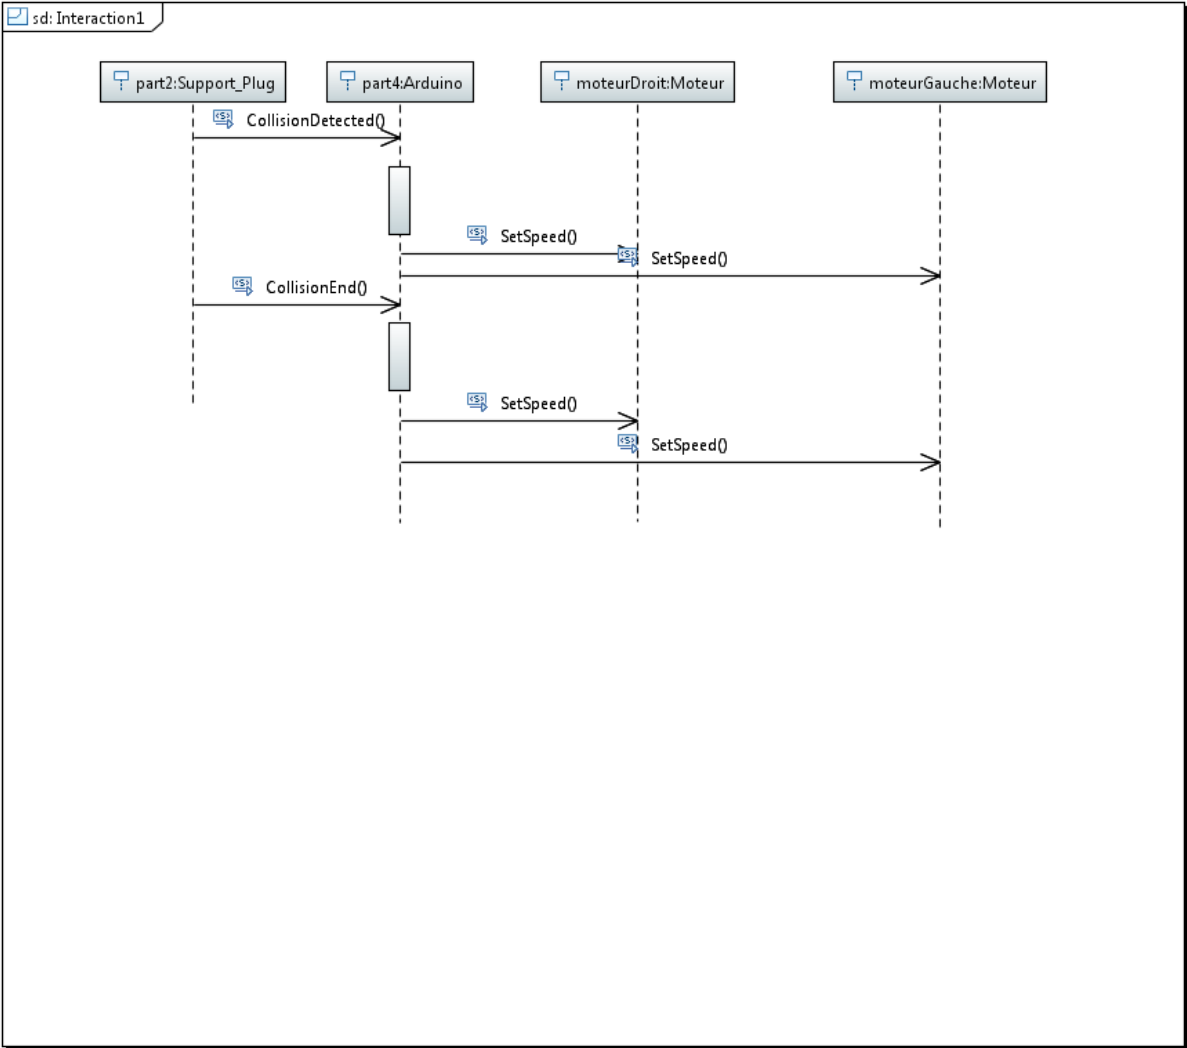 sd: Interaction1
part2:Support_Plug
part4:Arduino
moteurDroit:Moteur
moteurGauche:Moteur
CollisionDetected()
SetSpeed()
SetSpeed()
CollisionEnd()
SetSpeed()
SetSpeed()